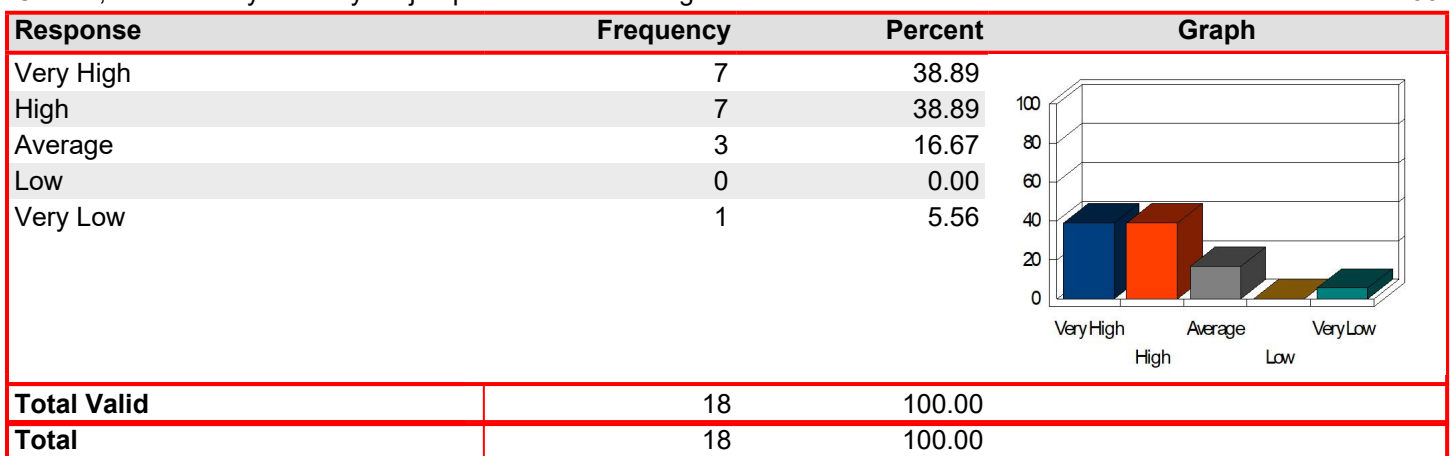 Response Frequency Percent Graph
Very High 7 38.89
High 7 38.89
Average 3 16.67
Low 0 0.00
Very Low 1 5.56
100
80
60
40
20
0
Very High Average Very Low
High Low
Total Valid 18 100.00
Total 18 100.00